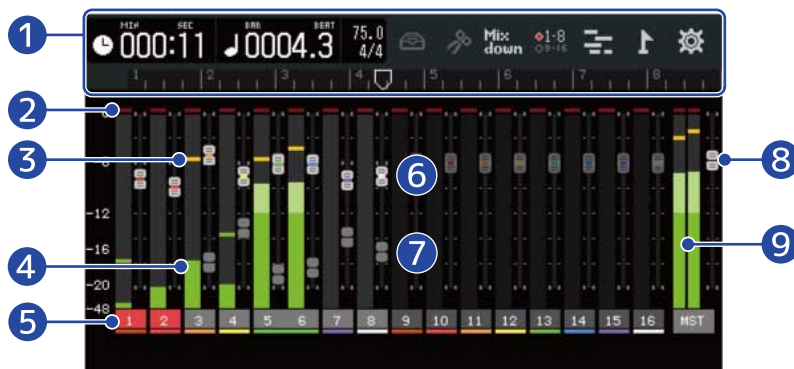 1
MIN SEC BAR BEAT
000:11 0004.3 75.0 4/4 Mix down 1-8 9-16
1 2 3 4 5 6 7 8
2
0
3 6 8
-12
7
-16
9
4
-20
-48
5 1 2 3 4 5 6 7 8 9 10 11 12 13 14 15 16 MST